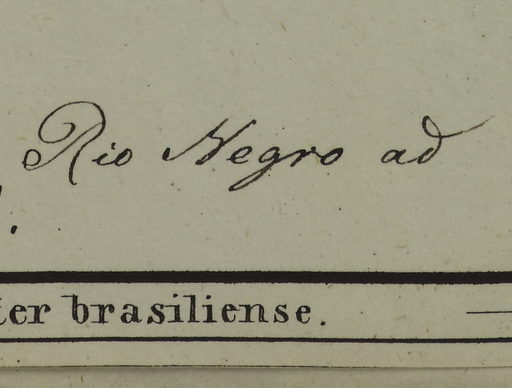 Rio Negro ad
ter brasiliense.